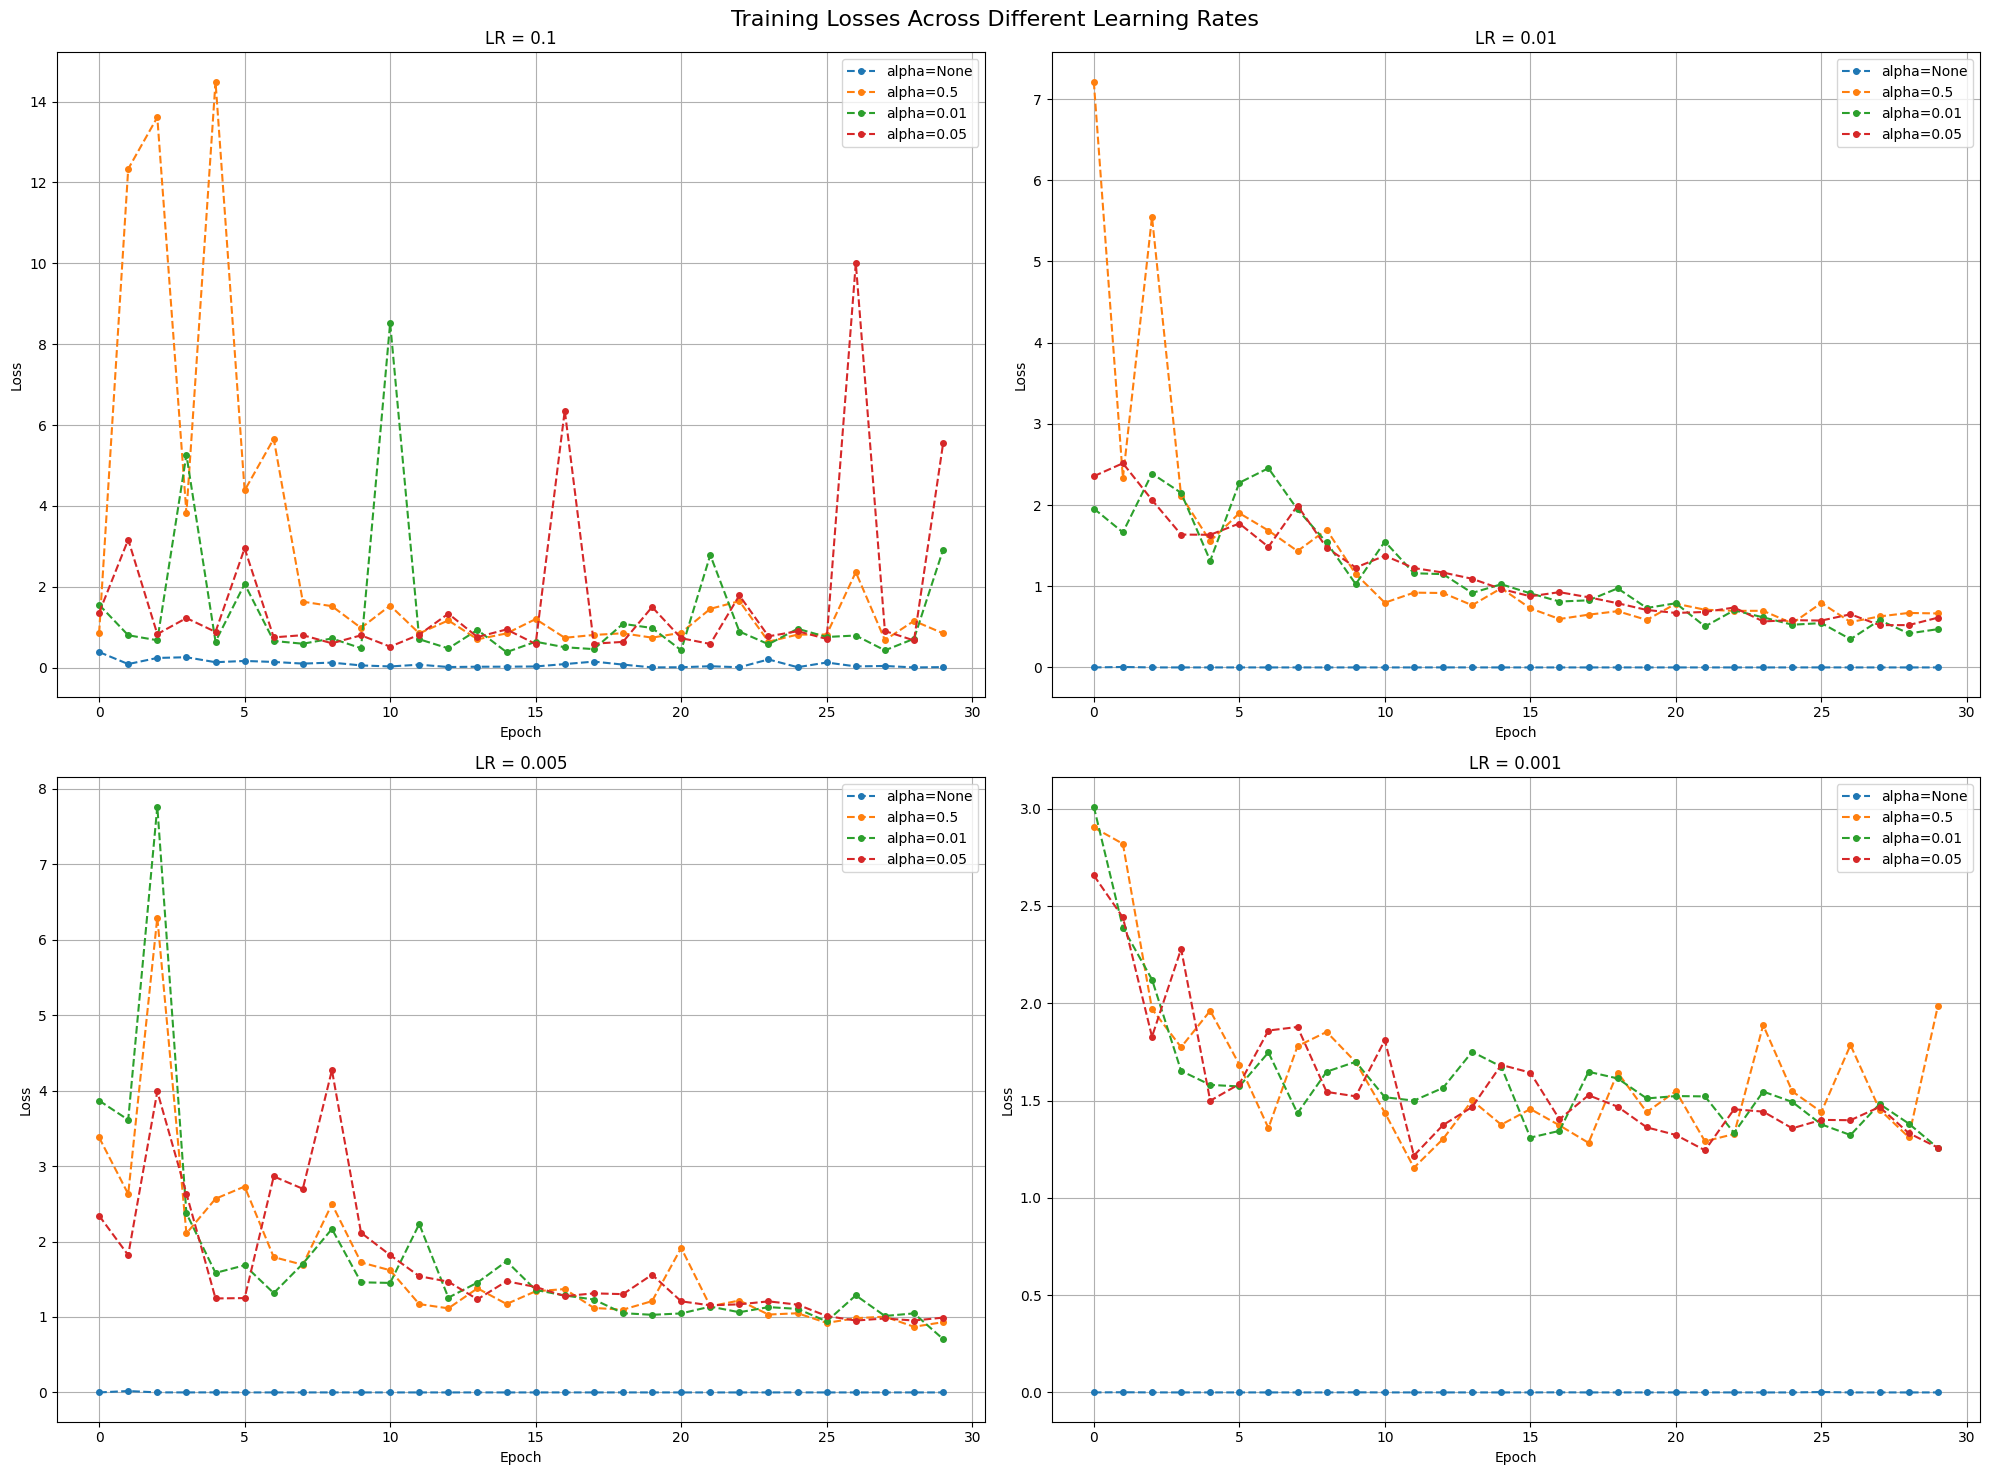 Training Losses Across Different Learning Rates
LR = 0.1
alpha=None
alpha=0.5
alpha=0.01
alpha=0.05
14
12
10
8
6
4
2
0
Loss
0 5 10 15 20 25 30
Epoch
LR = 0.01
alpha=None
alpha=0.5
alpha=0.01
alpha=0.05
7
6
5
4
3
2
1
0
Loss
0 5 10 15 20 25 30
Epoch
LR = 0.005
alpha=None
alpha=0.5
alpha=0.01
alpha=0.05
8
7
6
5
4
3
2
1
0
Loss
0 5 10 15 20 25 30
Epoch
LR = 0.001
alpha=None
alpha=0.5
alpha=0.01
alpha=0.05
3.0
2.5
2.0
1.5
1.0
0.5
0.0
Loss
0 5 10 15 20 25 30
Epoch